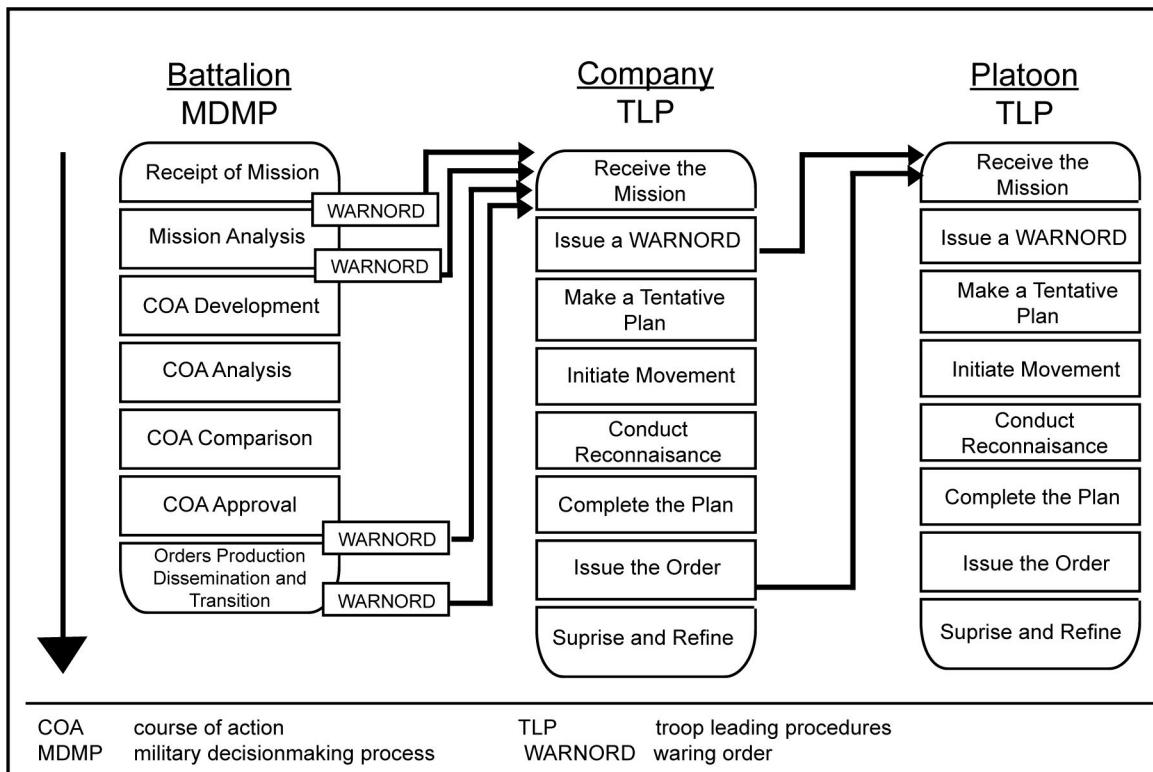 Battalion
MDMP
Receipt of Mission
WARNORD
Mission Analysis
WARNORD
COA Development
COA Analysis
COA Comparison
COA Approval
WARNORD
Orders Production
Dissemination and
Transition
WARNORD
Company
TLP
Receive the
Mission
Issue a WARNORD
Make a Tentative
Plan
Initiate Movement
Conduct
Reconnaisance
Complete the Plan
Issue the Order
Suprise and Refine
Platoon
TLP
Receive the
Mission
Issue a WARNORD
Make a Tentative
Plan
Initiate Movement
Conduct
Reconnaisance
Complete the Plan
Issue the Order
Suprise and Refine
COA course of action
MDMP military decisionmaking process
TLP troop leading procedures
WARNORD waring order